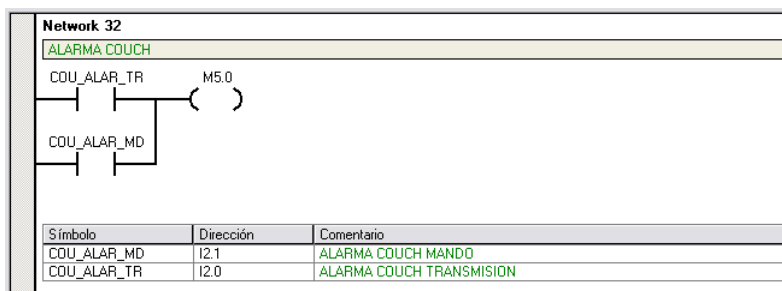 Network 32
ALARMA COUCH
COU_ALAR_TR M5.0
COU_ALAR_MD
Símbolo Dirección Comentario
COU_ALAR_MD I2.1 ALARMA COUCH MANDO
COU_ALAR_TR I2.0 ALARMA COUCH TRANSMISION